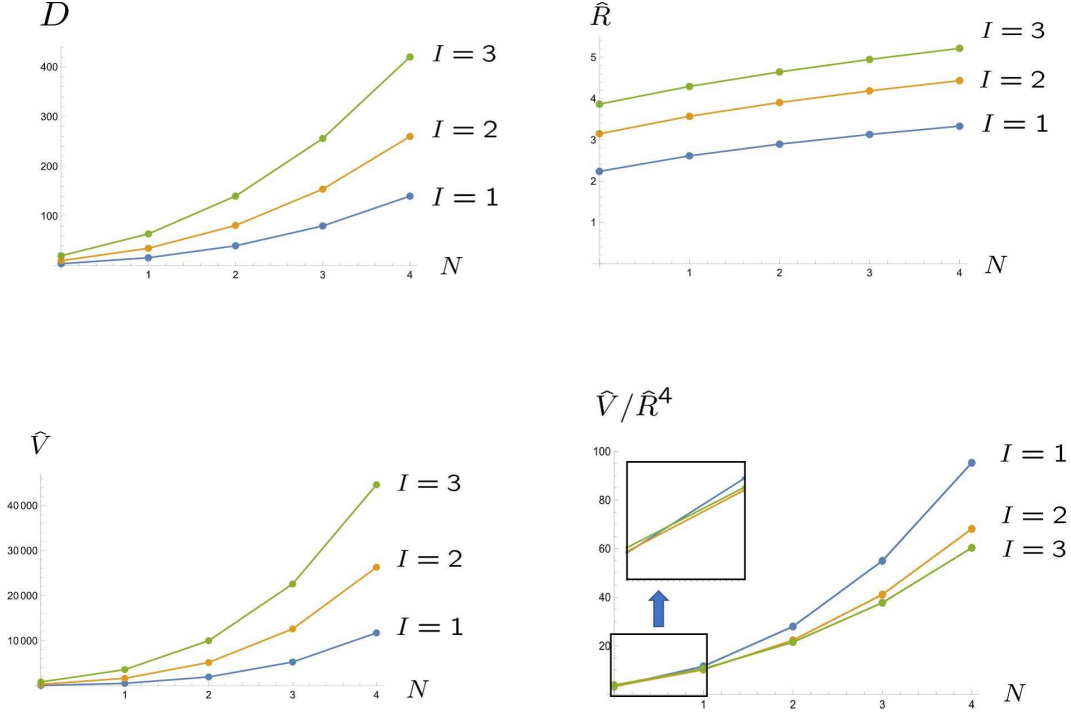 D
I = 3
400
I = 2
300
200
I = 1
100
1 2 3 4 N
R̂
I = 3
5
I = 2
4
I = 1
3
2
1
1 2 3 4 N
V̂
I = 3
40 000
30 000
I = 2
20 000
I = 1
10 000
1 2 3 4 N
V̂/R̂⁴
100
I = 1
80
I = 2
60
I = 3
40
20
1 2 3 4 N